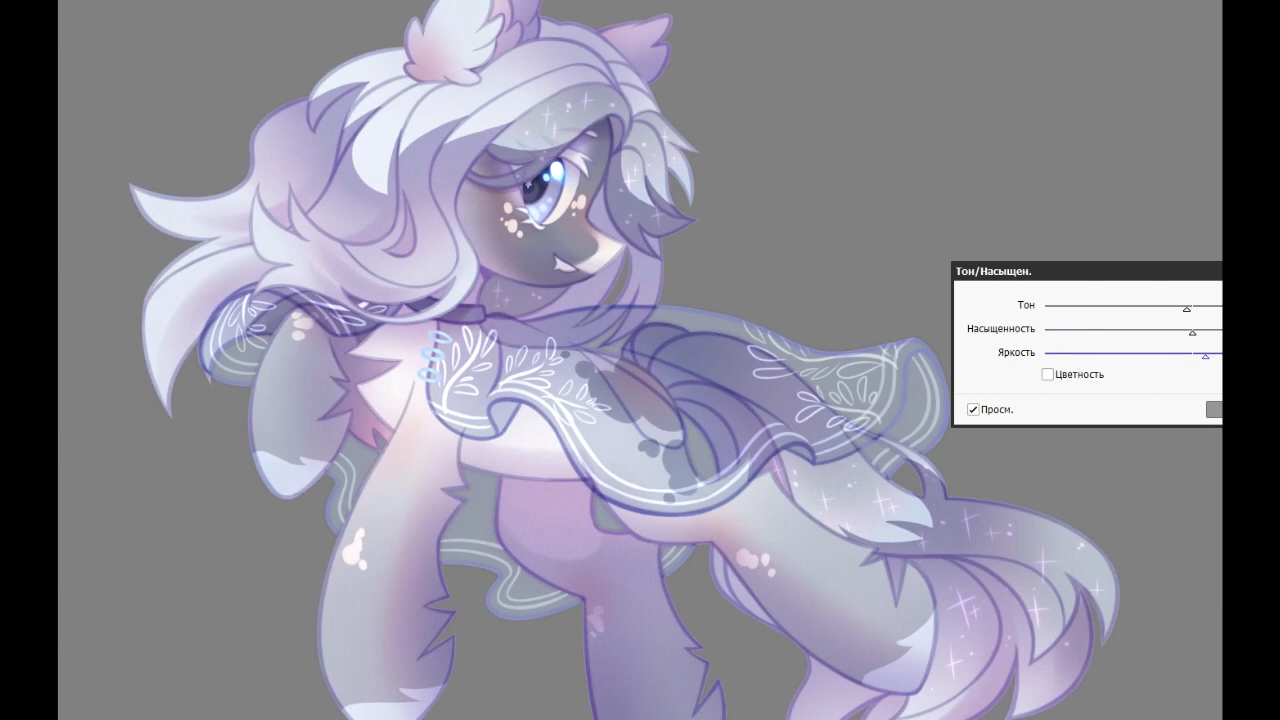 Тон/Насыщен.
Тон
Насыщенность
Яркость
Цветность
Просм.